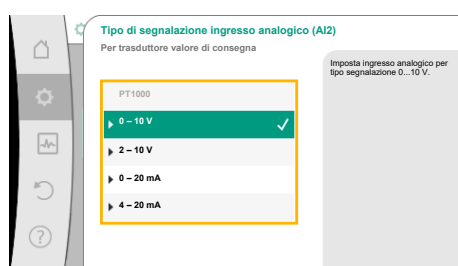 Tipo di segnalazione ingresso analogico (AI2)
Per trasduttore valore di consegna
PT1000
0 – 10 V
2 – 10 V
0 – 20 mA
4 – 20 mA
Imposta ingresso analogico per
tipo segnalazione 0...10 V.
?